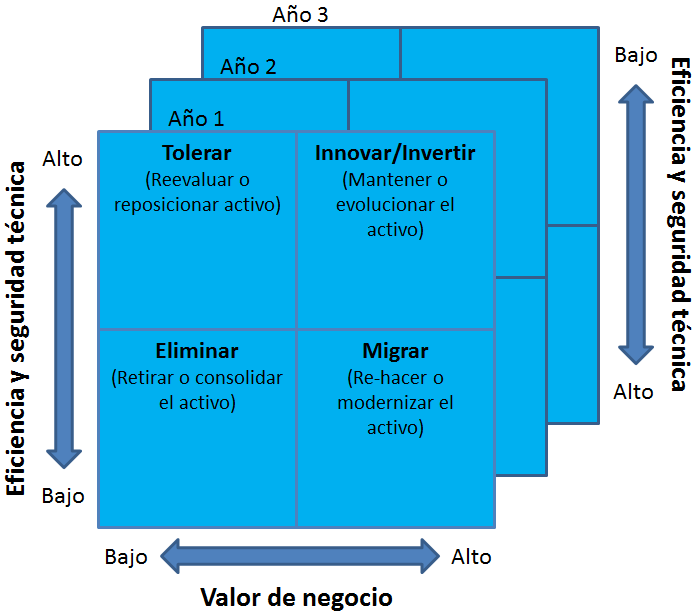 Año 3
Año 2
Año 1
Bajo
Eficiencia y seguridad técnica
Alto
Alto
Eficiencia y seguridad técnica
Bajo
Tolerar
(Reevaluar o
reposicionar activo)
Innovar/Invertir
(Mantener o
evolucionar el
activo)
Eliminar
(Retirar o consolidar
el activo)
Migrar
(Re-hacer o
modernizar el
activo)
Bajo
Alto
Valor de negocio